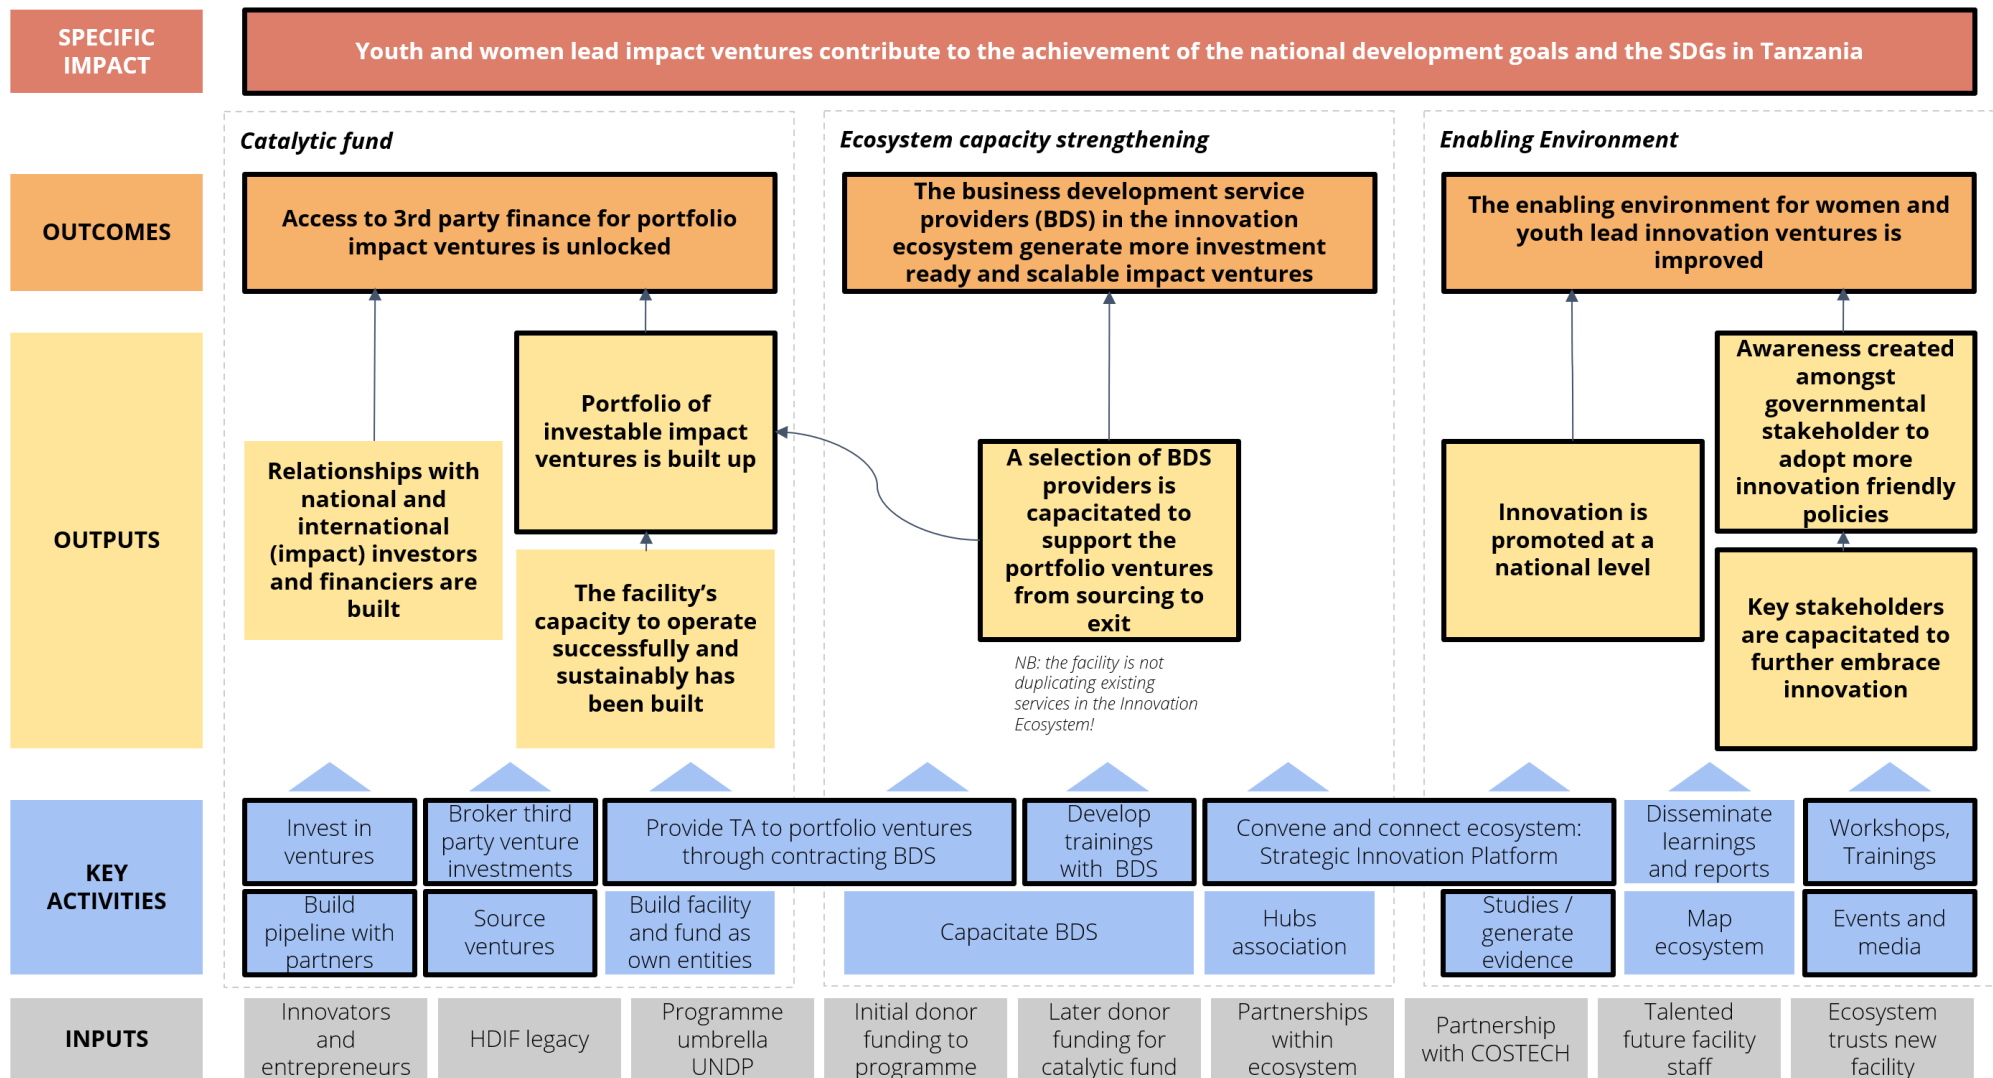 SPECIFIC
IMPACT
Youth and women lead impact ventures contribute to the achievement of the national development goals and the SDGs in Tanzania
Catalytic fund
Ecosystem capacity strengthening
Enabling Environment
OUTCOMES
Access to 3rd party finance for portfolio
impact ventures is unlocked
The business development service
providers (BDS) in the innovation
ecosystem generate more investment
ready and scalable impact ventures
The enabling environment for women and
youth lead innovation ventures is
improved
OUTPUTS
Relationships with
national and
international
(impact) investors
and financiers are
built
Portfolio of
investable impact
ventures is built up
The facility’s
capacity to operate
successfully and
sustainably has
been built
A selection of BDS
providers is
capacitated to
support the
portfolio ventures
from sourcing to
exit
NB: the facility is not
duplicating existing
services in the Innovation
Ecosystem!
Innovation is
promoted at a
national level
Awareness created
amongst
governmental
stakeholder to
adopt more
innovation friendly
policies
Key stakeholders
are capacitated to
further embrace
innovation
KEY
ACTIVITIES
Invest in
ventures
Broker third
party venture
investments
Provide TA to portfolio ventures
through contracting BDS
Develop
trainings
with  BDS
Convene and connect ecosystem:
Strategic Innovation Platform
Disseminate
learnings
and reports
Workshops,
Trainings
Build
pipeline with
partners
Source
ventures
Build facility
and fund as
own entities
Capacitate BDS
Hubs
association
Studies /
generate
evidence
Map
ecosystem
Events and
media
INPUTS
Innovators
and
entrepreneurs
HDIF legacy
Programme
umbrella
UNDP
Initial donor
funding to
programme
Later donor
funding for
catalytic fund
Partnerships
within
ecosystem
Partnership
with COSTECH
Talented
future facility
staff
Ecosystem
trusts new
facility